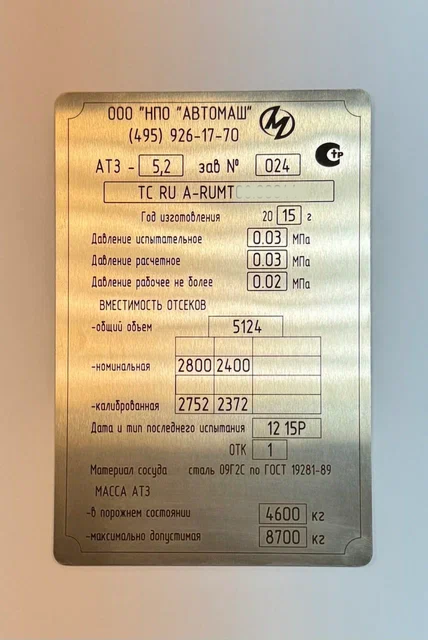 ООО "НПО "АВТОМАШ"
(495) 926-17-70
АТЗ - 5,2 зав № 024
TC RU A-RUMT
Год изготовления 20 15 г
Давление испытательное 0.03 МПа
Давление расчетное 0.03 МПа
Давление рабочее не более 0.02 МПа
ВМЕСТИМОСТЬ ОТСЕКОВ
-общий объем 5124
-номинальная 2800 2400
-калиброванная 2752 2372
Дата и тип последнего испытания 12 15Р
ОТК 1
Материал сосуда сталь 09Г2С по ГОСТ 19281-89
МАССА АТЗ
-в порожнем состоянии 4600 кг
-максимально допустимая 8700 кг